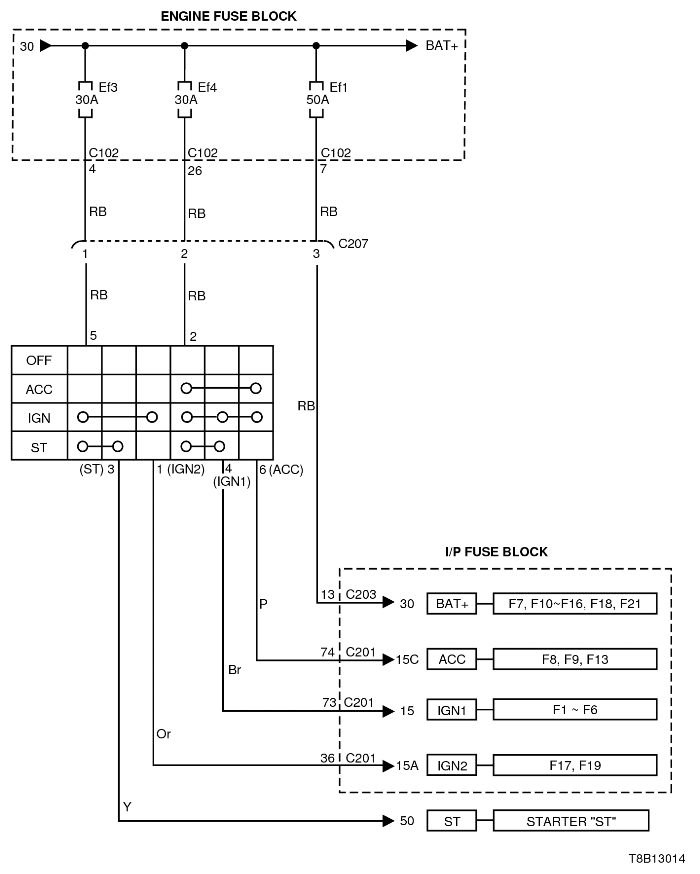 ENGINE FUSE BLOCK
30 BAT+
Ef3 Ef4 Ef1
30A 30A 50A
C102 C102 C102
4 26 7
RB RB RB
C207
1 2 3
RB RB
5 2
OFF
ACC
IGN
ST
RB
(ST) 3 1 (IGN2) 4 6 (ACC)
(IGN1)
I/P FUSE BLOCK
13 C203 30 BAT+ F7, F10~F16, F18, F21
P
74 C201 15C ACC F8, F9, F13
Br
73 C201 15 IGN1 F1 ~ F6
Or
36 C201 15A IGN2 F17, F19
Y
50 ST STARTER "ST"
T8B13014